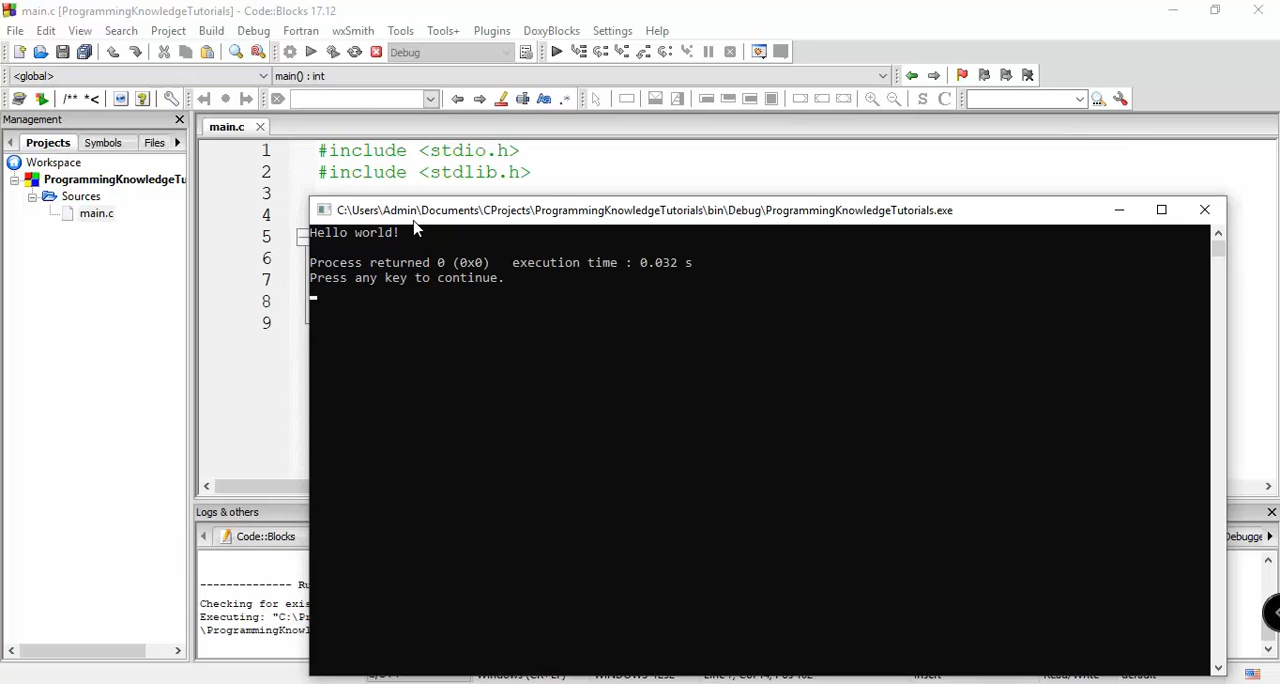 main.c [ProgrammingKnowledgeTutorials] - Code::Blocks 17.12
File Edit View Search Project Build Debug Fortran wxSmith Tools Tools+ Plugins DoxyBlocks Settings Help
Debug
<global> main() : int
/** *<
S C
Management
Projects Symbols Files
Workspace
ProgrammingKnowledgeTu
Sources
main.c
main.c
1 #include <stdio.h>
2 #include <stdlib.h>
3
4
5
6
7
8
9
C:\Users\Admin\Documents\CProjects\ProgrammingKnowledgeTutorials\bin\Debug\ProgrammingKnowledgeTutorials.exe
Hello world!
Process returned 0 (0x0) execution time : 0.032 s
Press any key to continue.
Logs & others
Code::Blocks
Debugge
-------------- Ru
Checking for exis
Executing: "C:\Pr
\ProgrammingKnowl